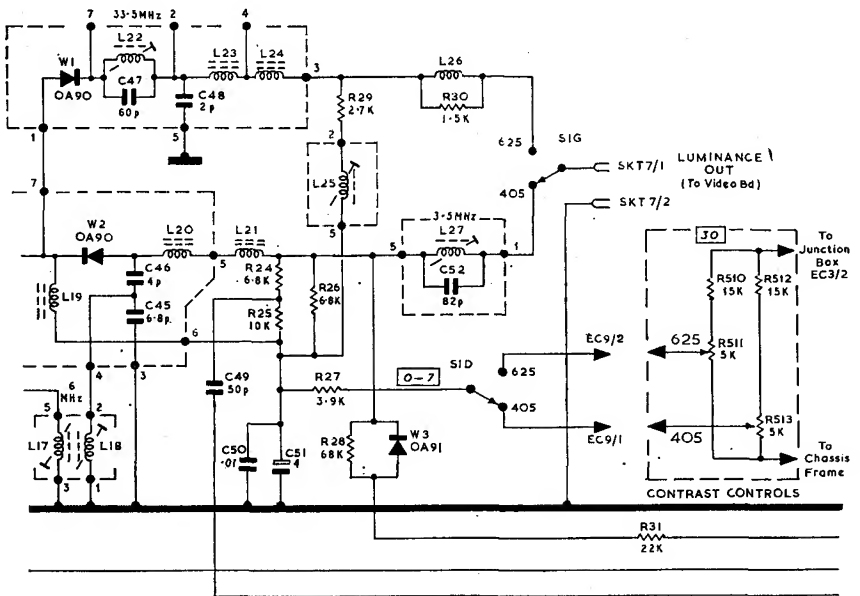 7 33·5MHz 2 4
L22
L23 L24
W1
OA90
C47
60p
C48
2p
3
1
5
R29
2·7K
2
L25
5
L26
R30
1·5K
625
SIG
405
SKT7/1
SKT7/2
LUMINANCE
OUT
(To Video Bd)
7
W2
OA90
L20
5
L21
C46
4p
C45
6·8p.
L19
R24
6·8K
R25
10K
R26
6·8K
6
4
3
3·5MHz
5
L27
1
C52
82p
30
To
Junction
Box
EC3/2
R510
15K
R512
15K
R511
5K
R513
5K
625
405
To
Chassis
Frame
CONTRAST CONTROLS
EC9/2
EC9/1
SID
0-7
625
405
R27
3·9K
C49
50p
C50
·01
C51
4
R28
68K
W3
OA91
6
MHz
5
2
L17
L18
3
1
R31
22K